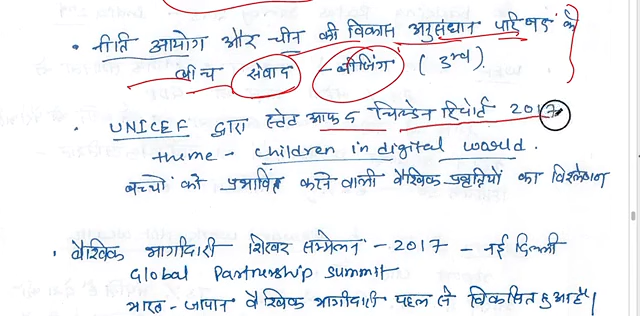 • नीति आयोग और चीन की विकास अनुसंधान परिषद के
बीच संवाद - बीजिंग ( 3rd ).
• UNICEF द्वारा स्टेट आफ द चिल्ड्रेन रिपोर्ट 2017
theme - children in digital world.
बच्चों को प्रभावित करने वाली वैश्विक प्रवृत्तियों का विश्लेषण
• वैश्विक भागीदारी शिखर सम्मेलन - 2017 - नई दिल्ली
Global Partnership Summit
भारत - जापान वैश्विक भागीदारी पहल से विकसित हुआ है।